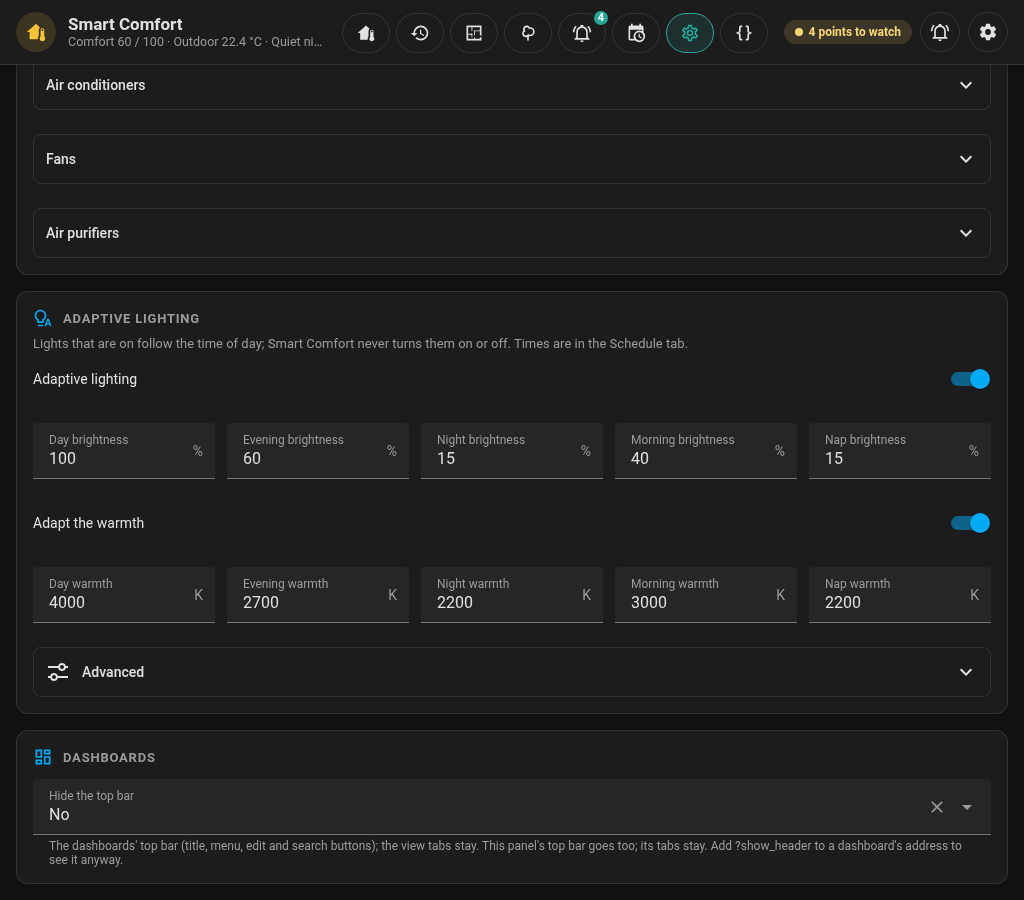 Smart Comfort
Comfort 60 / 100 · Outdoor 22.4 °C · Quiet ni...
4
{}
4 points to watch
Air conditioners
Fans
Air purifiers
ADAPTIVE LIGHTING
Lights that are on follow the time of day; Smart Comfort never turns them on or off. Times are in the Schedule tab.
Adaptive lighting
Day brightness
100
%
Evening brightness
60
%
Night brightness
15
%
Morning brightness
40
%
Nap brightness
15
%
Adapt the warmth
Day warmth
4000
K
Evening warmth
2700
K
Night warmth
2200
K
Morning warmth
3000
K
Nap warmth
2200
K
Advanced
DASHBOARDS
Hide the top bar
No
The dashboards' top bar (title, menu, edit and search buttons); the view tabs stay. This panel's top bar goes too; its tabs stay. Add ?show_header to a dashboard's address to
see it anyway.